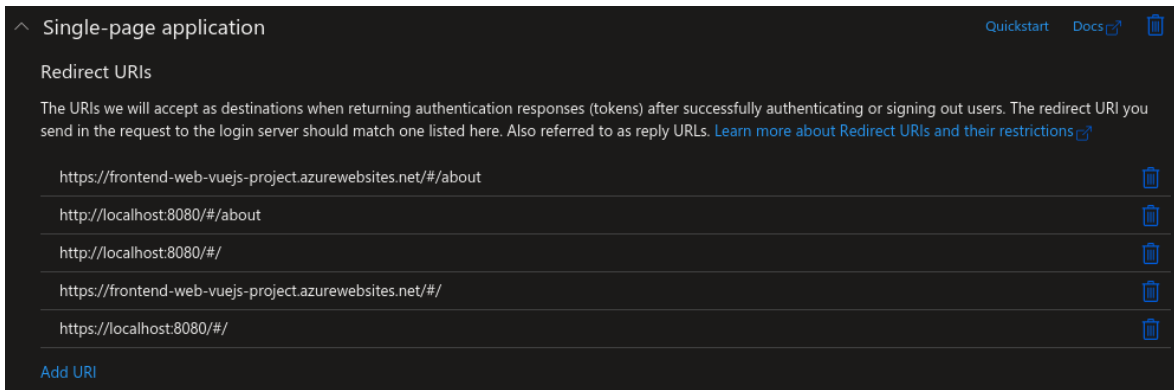 Single-page application
Quickstart
Docs
Redirect URIs
The URIs we will accept as destinations when returning authentication responses (tokens) after successfully authenticating or signing out users. The redirect URI you
send in the request to the login server should match one listed here. Also referred to as reply URLs. Learn more about Redirect URIs and their restrictions
https://frontend-web-vuejs-project.azurewebsites.net/#/about
http://localhost:8080/#/about
http://localhost:8080/#/
https://frontend-web-vuejs-project.azurewebsites.net/#/
https://localhost:8080/#/
Add URI